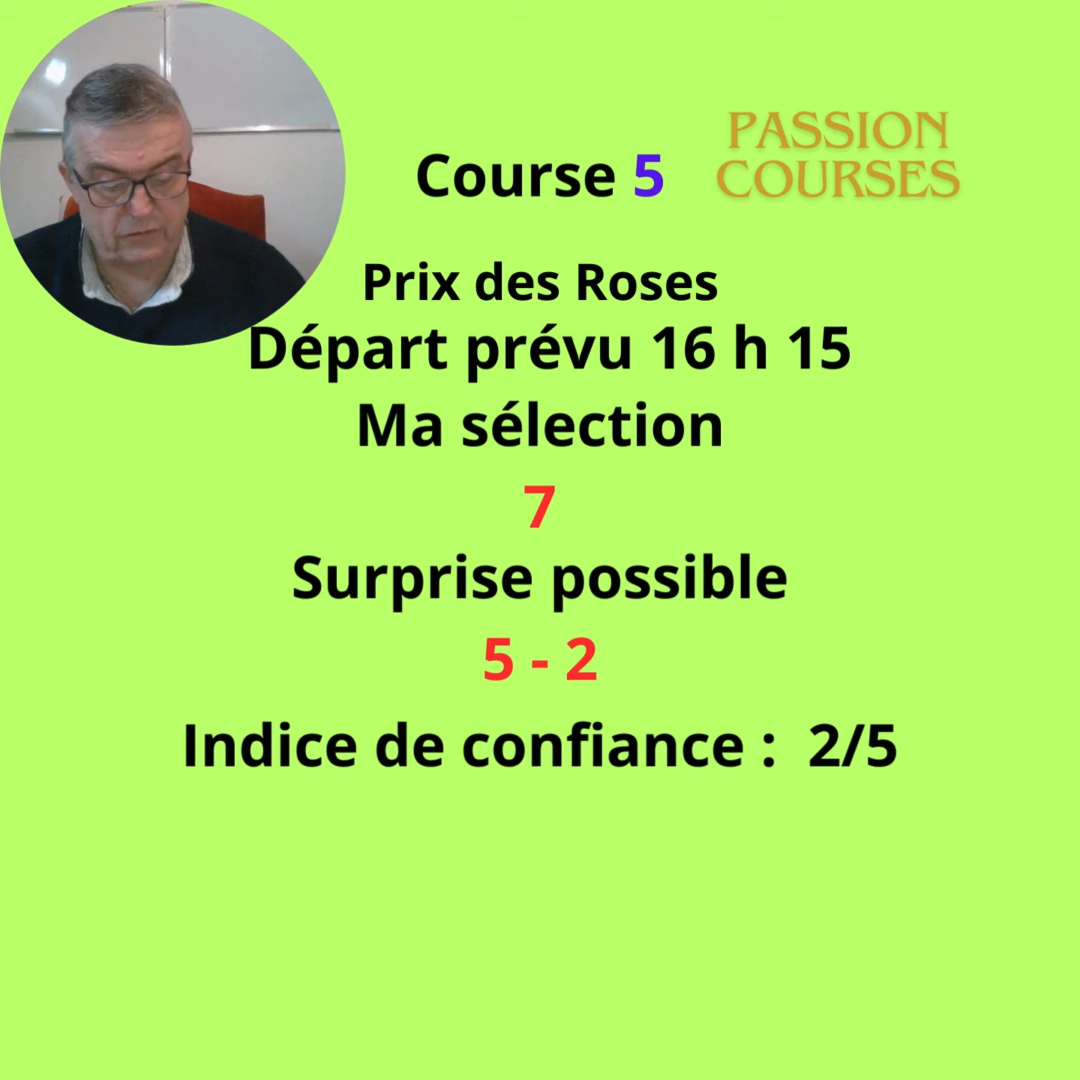 Course 5
PASSION
COURSES
Prix des Roses
Départ prévu 16 h 15
Ma sélection
7
Surprise possible
5 - 2
Indice de confiance : 2/5